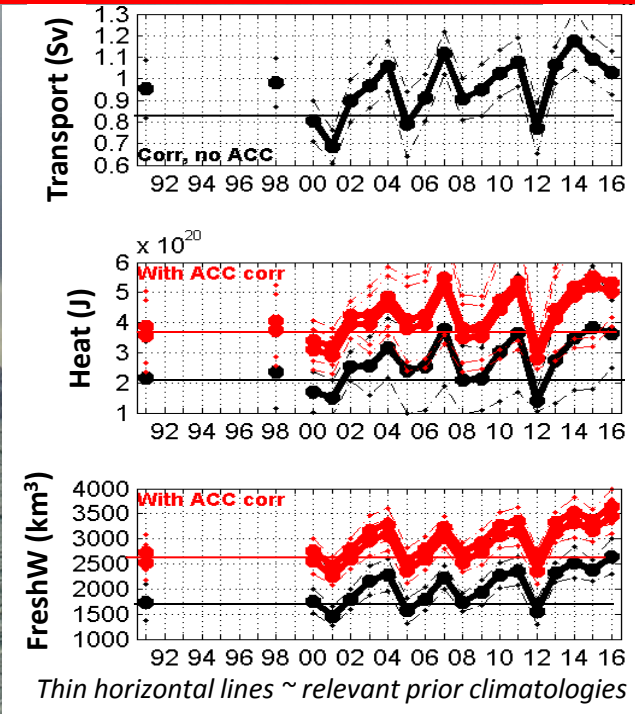 Transport (Sv)
1.3
1.2
1.1
1
0.9
0.8
0.7
0.6
Corr, no ACC
92 94 96 98 00 02 04 06 08 10 12 14 16
x 10^20
Heat (J)
6
5
4
3
2
1
With ACC corr
92 94 96 98 00 02 04 06 08 10 12 14 16
FreshW (km³)
4000
3500
3000
2500
2000
1500
1000
With ACC corr
92 94 96 98 00 02 04 06 08 10 12 14 16
Thin horizontal lines ~ relevant prior climatologies